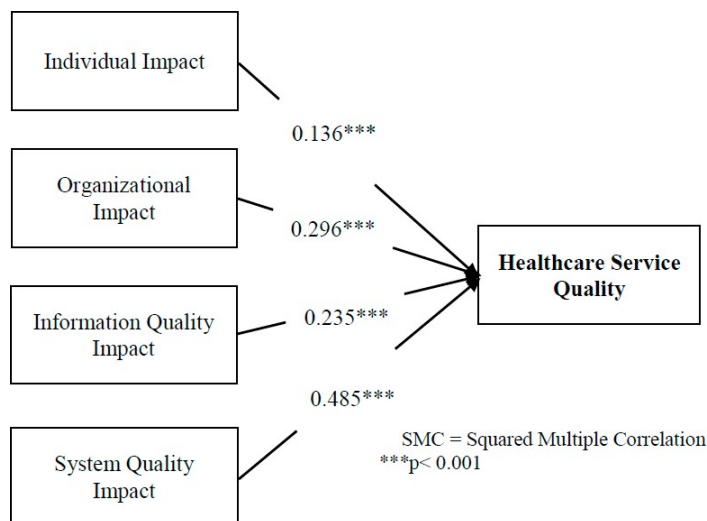 Individual Impact
0.136***
Organizational
Impact
0.296***
Healthcare Service
Quality
Information Quality
Impact
0.235***
0.485***
System Quality
Impact
SMC = Squared Multiple Correlation
***p< 0.001